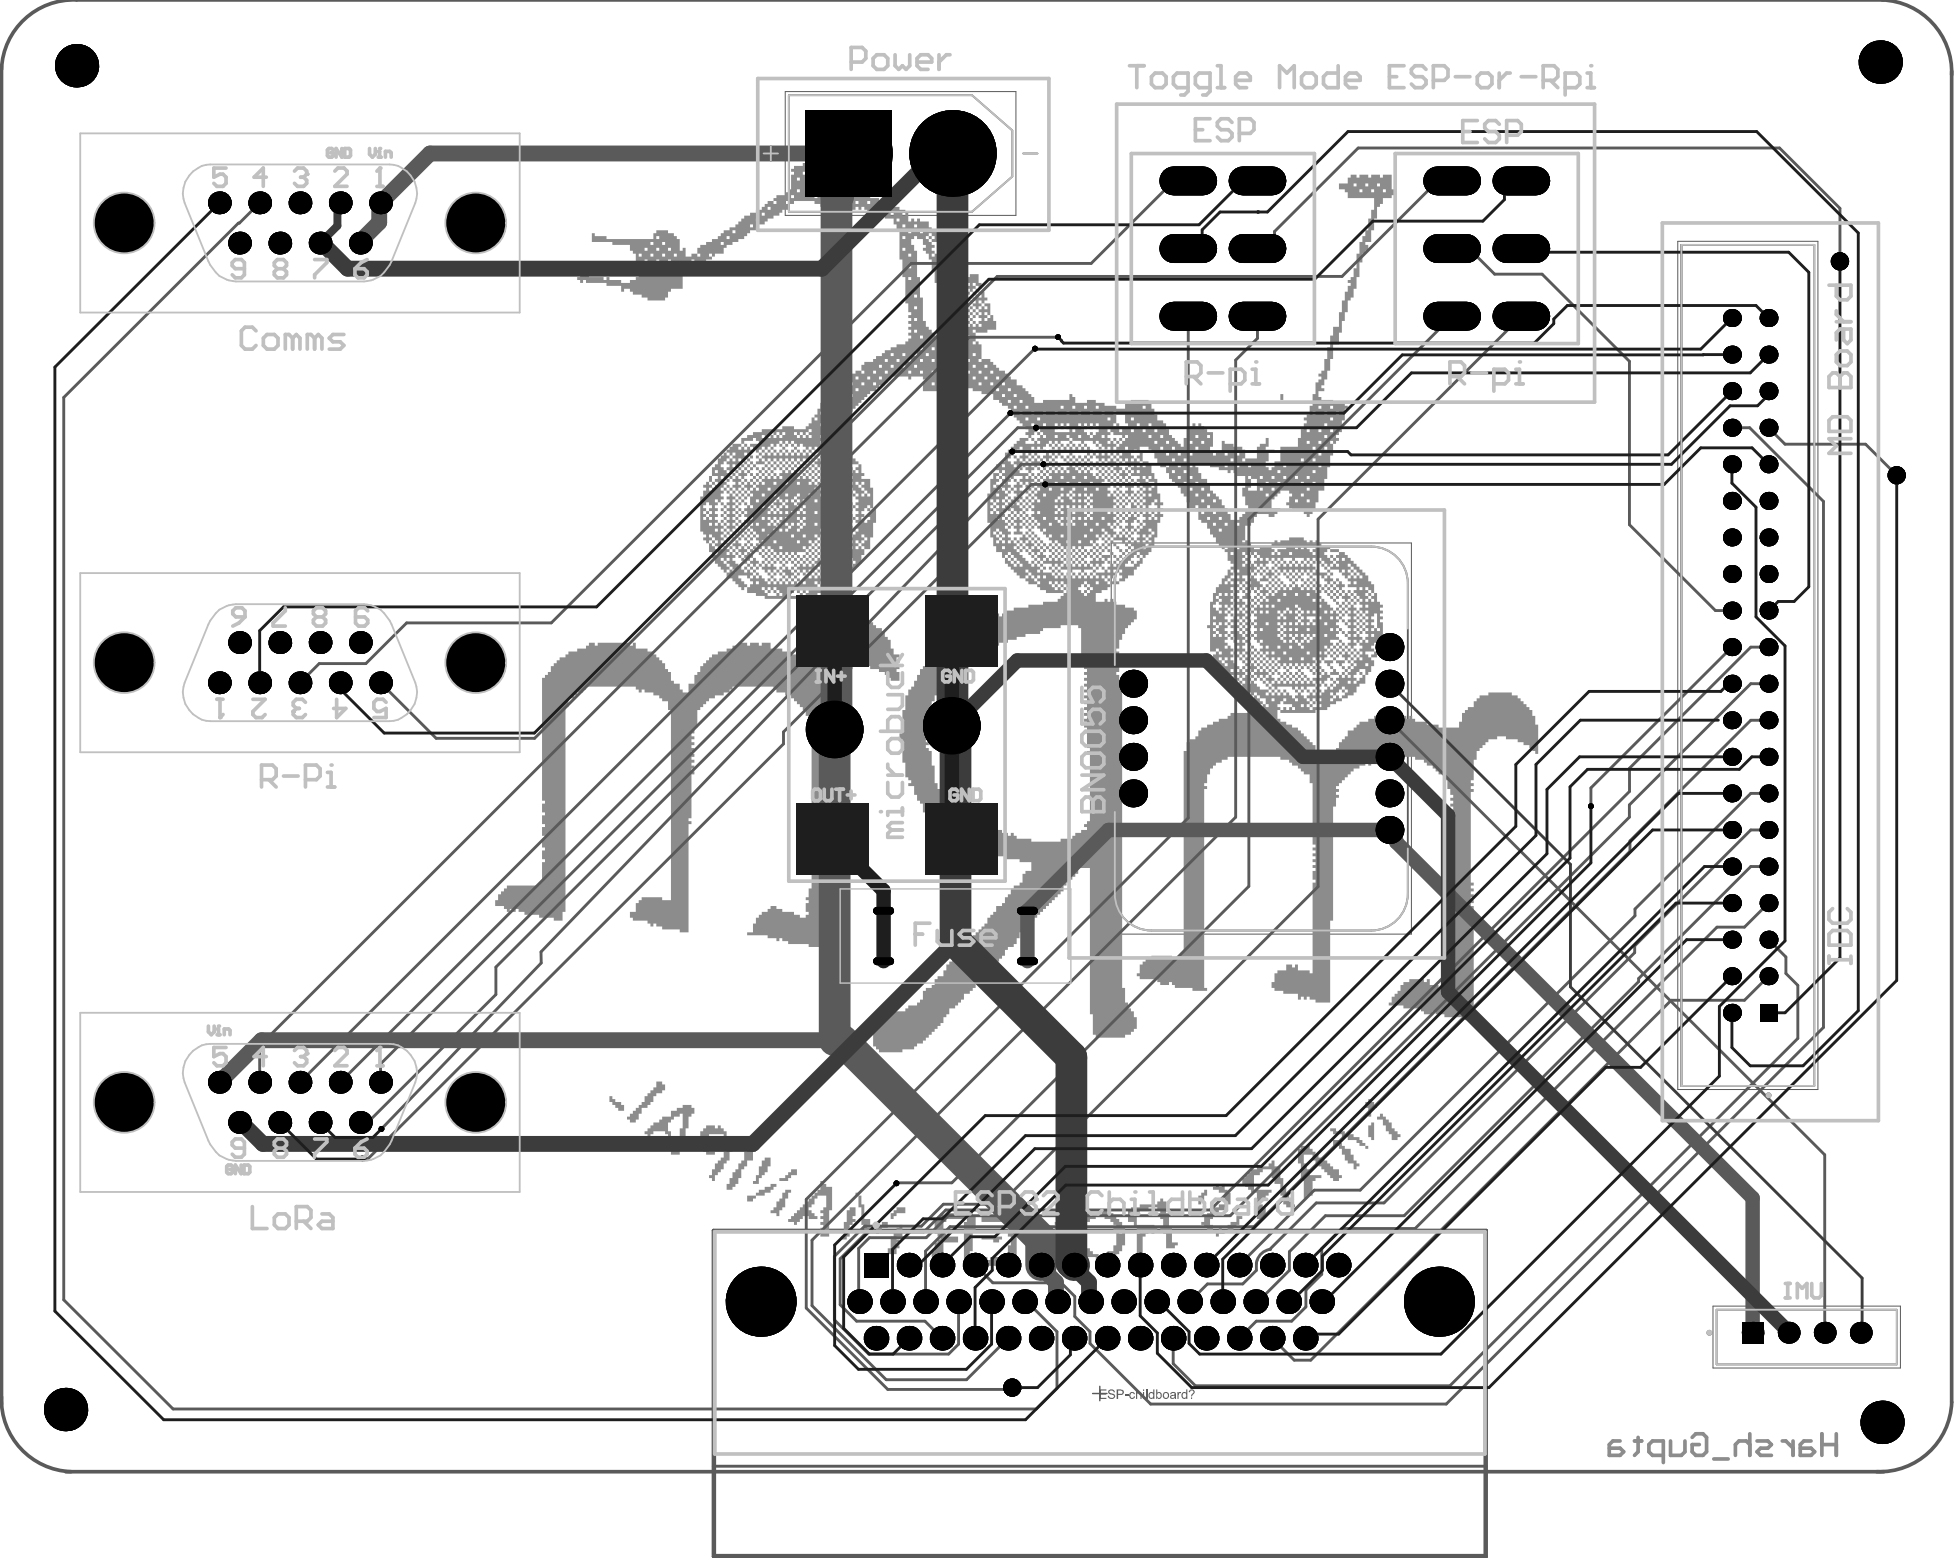 Power
+ −
Toggle Mode ESP-or-Rpi
ESP ESP
R-pi R-pi
GND Vin
5 4 3 2 1
9 8 7 6
Comms
MD Board
IDC
6 7 8 9
1 2 3 4 5
R-Pi
IN+ GND
microbuck
OUT+ GND
BNO055
Fuse
Vin
5 4 3 2 1
9 8 7 6
GND
LoRa
ESP32 Childboard
ESP-childboard?
IMU
Harsh_Gupta